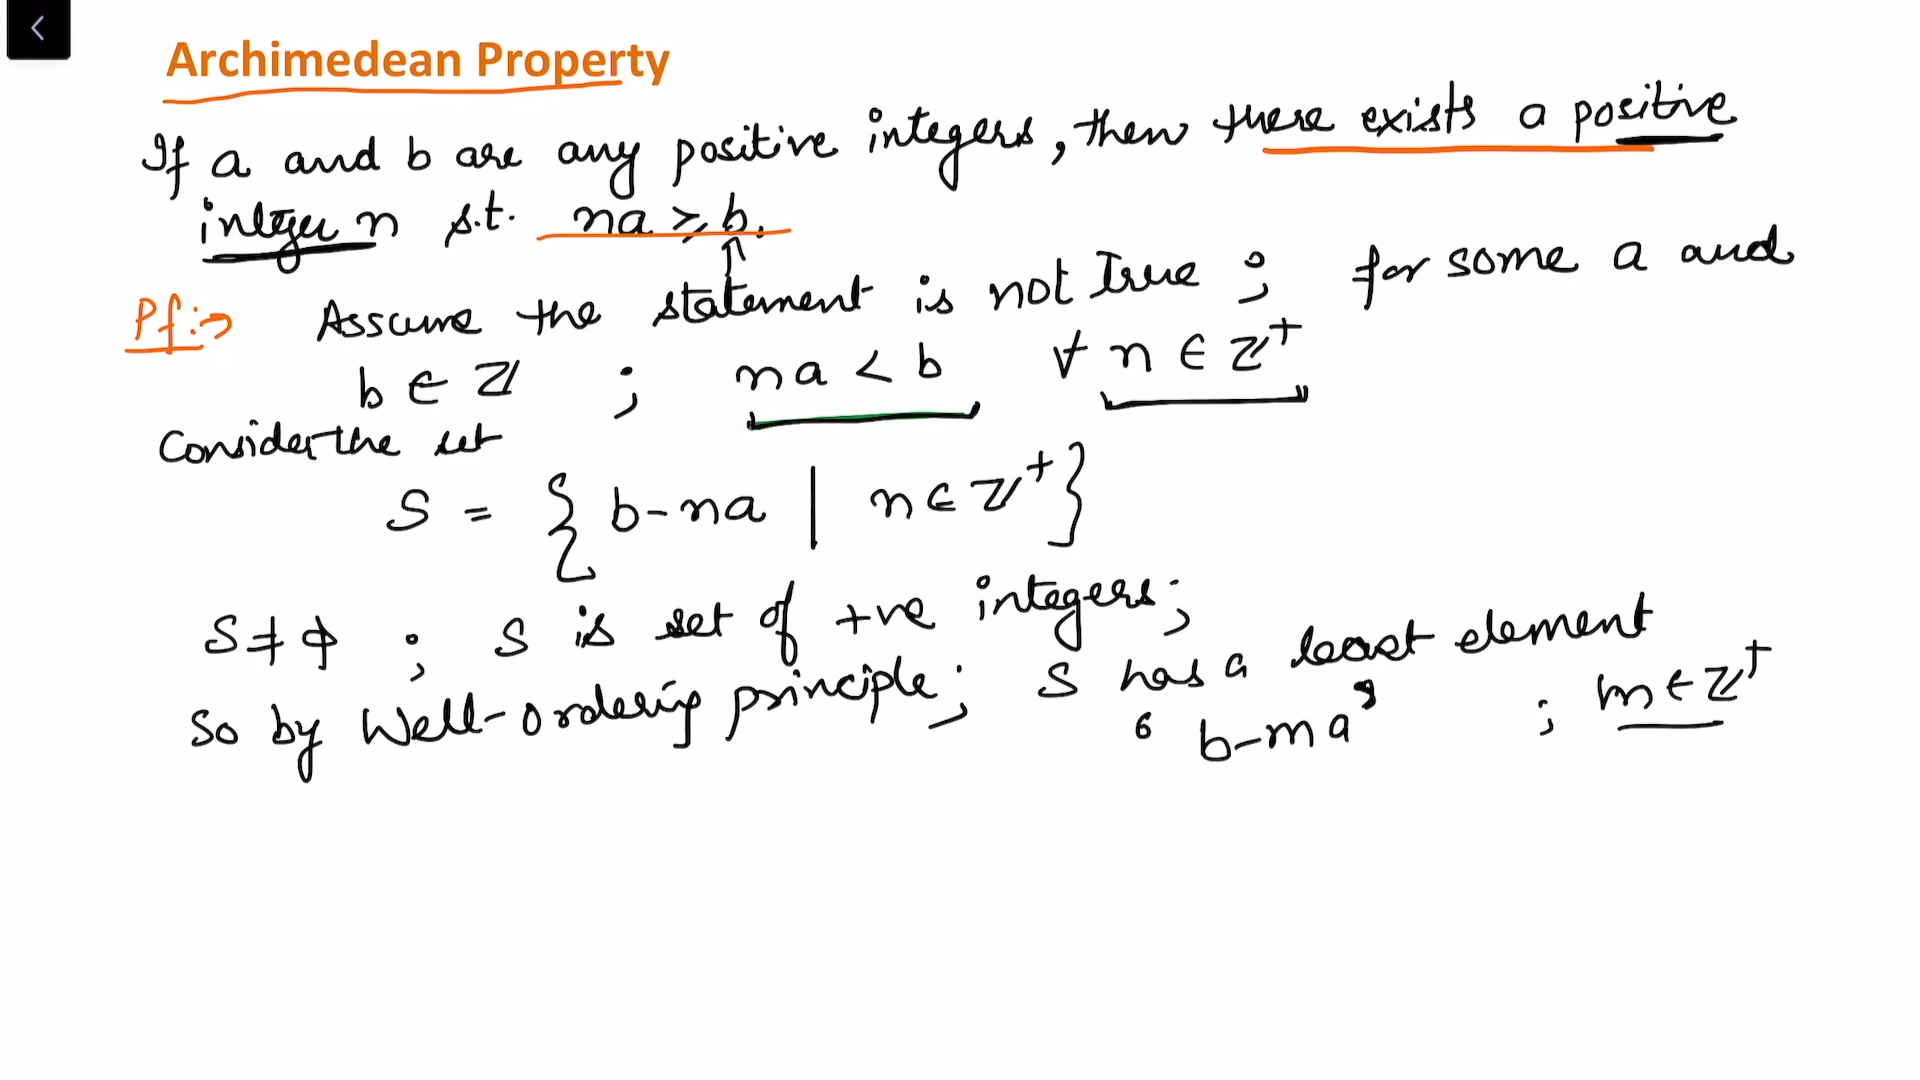 Archimedean Property
If a and b are any positive integers, then there exists a positive
integer n s.t. na ≥ b.
Pf:→ Assume the statement is not True ; for some a and
b ∈ ℤ ; na < b ∀ n ∈ ℤ⁺
Consider the set
S = { b-na | n ∈ ℤ⁺ }
S ≠ ϕ ; S is set of +ve integers;
So by Well-ordering principle; S has a least element
' b-ma ' ; m ∈ ℤ⁺